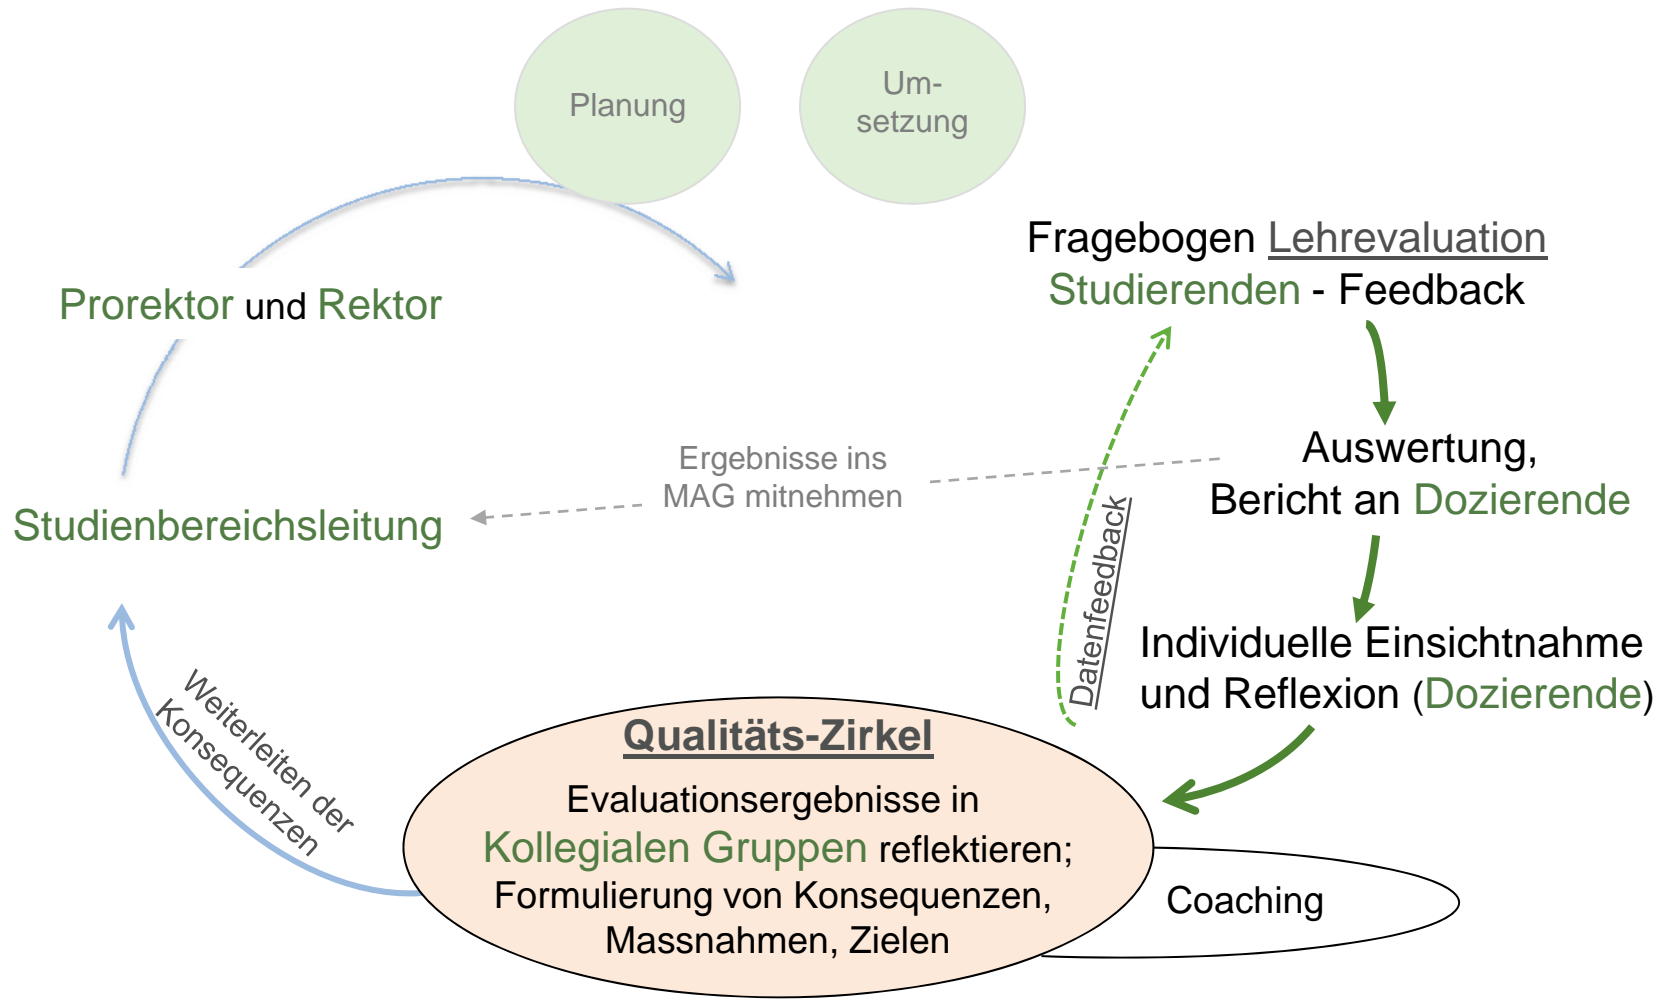 Planung
Um-
setzung
Fragebogen Lehrevaluation
Studierenden - Feedback
Prorektor und Rektor
Auswertung,
Bericht an Dozierende
Ergebnisse ins
MAG mitnehmen
Studienbereichsleitung
Datenfeedback
Individuelle Einsichtnahme
und Reflexion (Dozierende)
Weiterleiten der
Konsequenzen
Qualitäts-Zirkel
Evaluationsergebnisse in
Kollegialen Gruppen reflektieren;
Formulierung von Konsequenzen,
Massnahmen, Zielen
Coaching